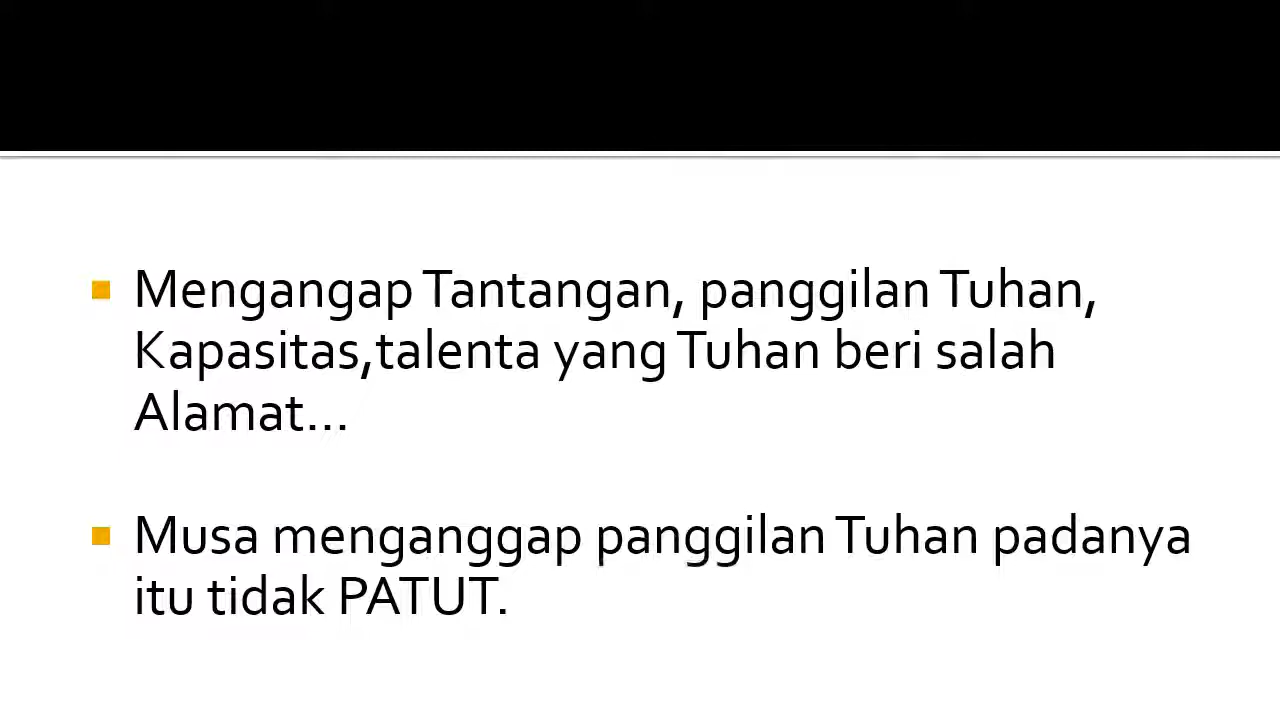 Mengangap Tantangan, panggilan Tuhan,
Kapasitas,talenta yang Tuhan beri salah
Alamat...
Musa menganggap panggilan Tuhan padanya
itu tidak PATUT.